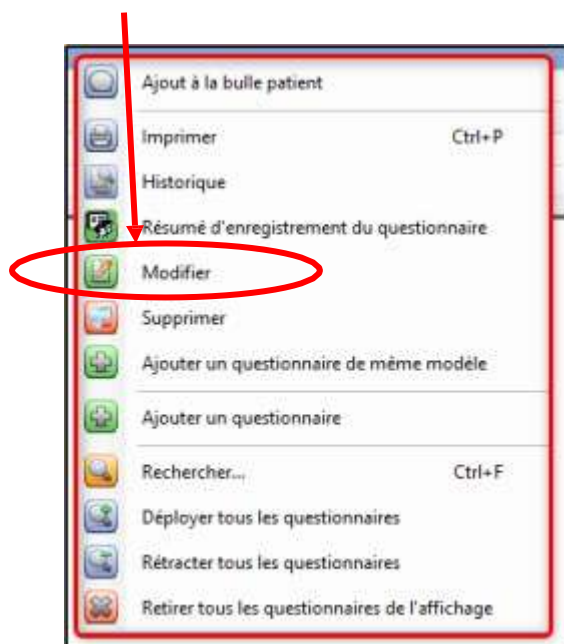 Ajout à la bulle patient
Imprimer Ctrl+P
Historique
Résumé d'enregistrement du questionnaire
Modifier
Supprimer
Ajouter un questionnaire de même modèle
Ajouter un questionnaire
Rechercher... Ctrl+F
Déployer tous les questionnaires
Rétracter tous les questionnaires
Retirer tous les questionnaires de l'affichage